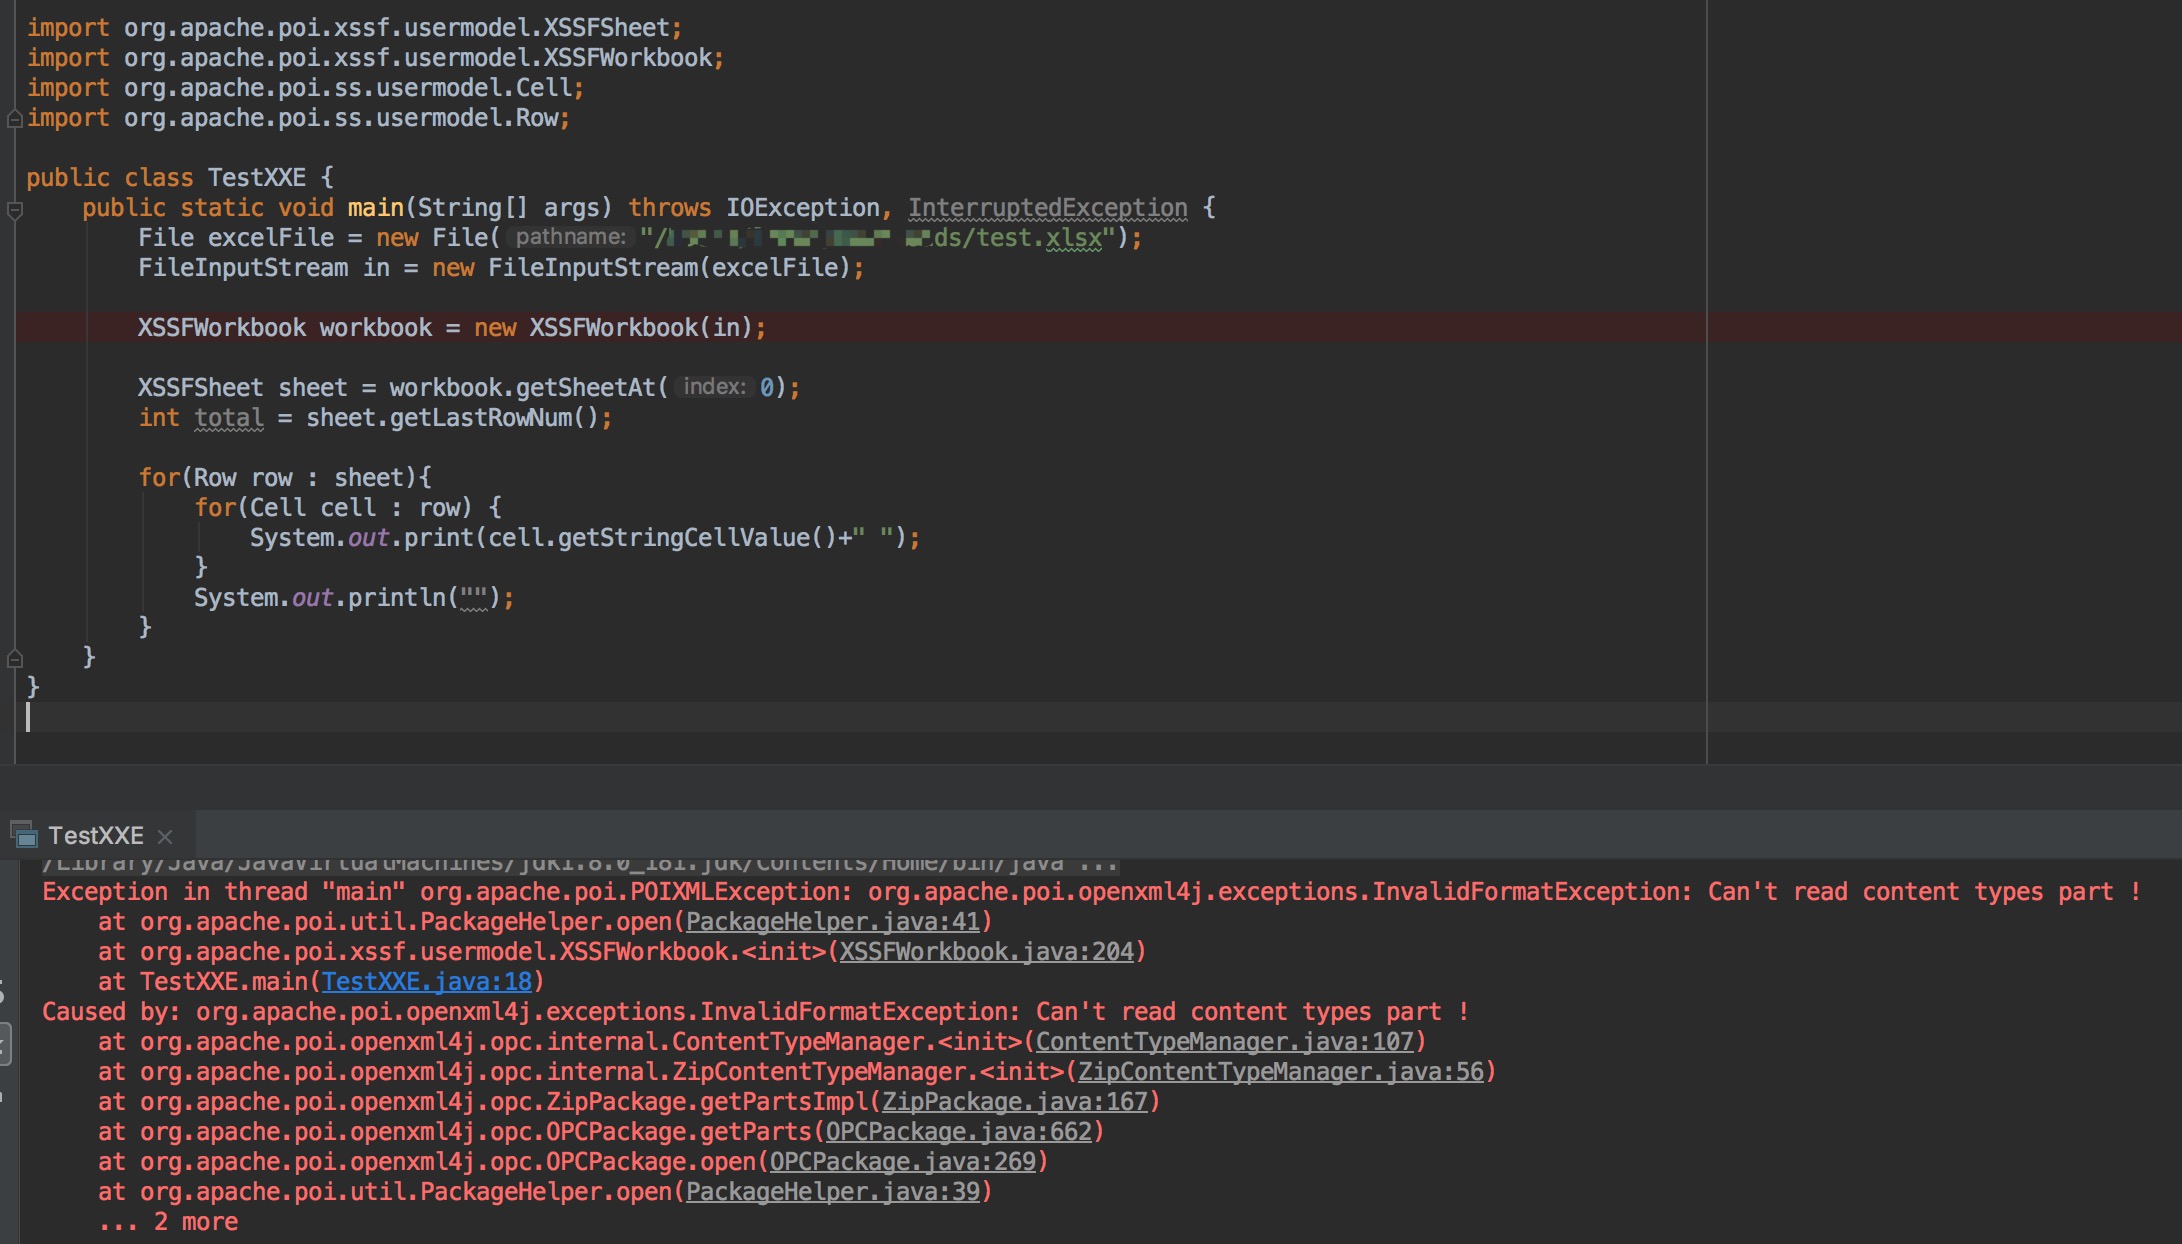 import org.apache.poi.xssf.usermodel.XSSFSheet;
import org.apache.poi.xssf.usermodel.XSSFWorkbook;
import org.apache.poi.ss.usermodel.Cell;
import org.apache.poi.ss.usermodel.Row;
public class TestXXE {
public static void main(String[] args) throws IOException, InterruptedException {
File excelFile = new File( pathname: "/ ds/test.xlsx");
FileInputStream in = new FileInputStream(excelFile);
XSSFWorkbook workbook = new XSSFWorkbook(in);
XSSFSheet sheet = workbook.getSheetAt( index: 0);
int total = sheet.getLastRowNum();
for(Row row : sheet){
for(Cell cell : row) {
System.out.print(cell.getStringCellValue()+" ");
}
System.out.println("");
}
}
}
TestXXE
/Library/Java/JavaVirtualMachines/jdk1.8.0_181.jdk/Contents/Home/bin/java ...
Exception in thread "main" org.apache.poi.POIXMLException: org.apache.poi.openxml4j.exceptions.InvalidFormatException: Can't read content types part !
at org.apache.poi.util.PackageHelper.open(PackageHelper.java:41)
at org.apache.poi.xssf.usermodel.XSSFWorkbook.<init>(XSSFWorkbook.java:204)
at TestXXE.main(TestXXE.java:18)
Caused by: org.apache.poi.openxml4j.exceptions.InvalidFormatException: Can't read content types part !
at org.apache.poi.openxml4j.opc.internal.ContentTypeManager.<init>(ContentTypeManager.java:107)
at org.apache.poi.openxml4j.opc.internal.ZipContentTypeManager.<init>(ZipContentTypeManager.java:56)
at org.apache.poi.openxml4j.opc.ZipPackage.getPartsImpl(ZipPackage.java:167)
at org.apache.poi.openxml4j.opc.OPCPackage.getParts(OPCPackage.java:662)
at org.apache.poi.openxml4j.opc.OPCPackage.open(OPCPackage.java:269)
at org.apache.poi.util.PackageHelper.open(PackageHelper.java:39)
... 2 more